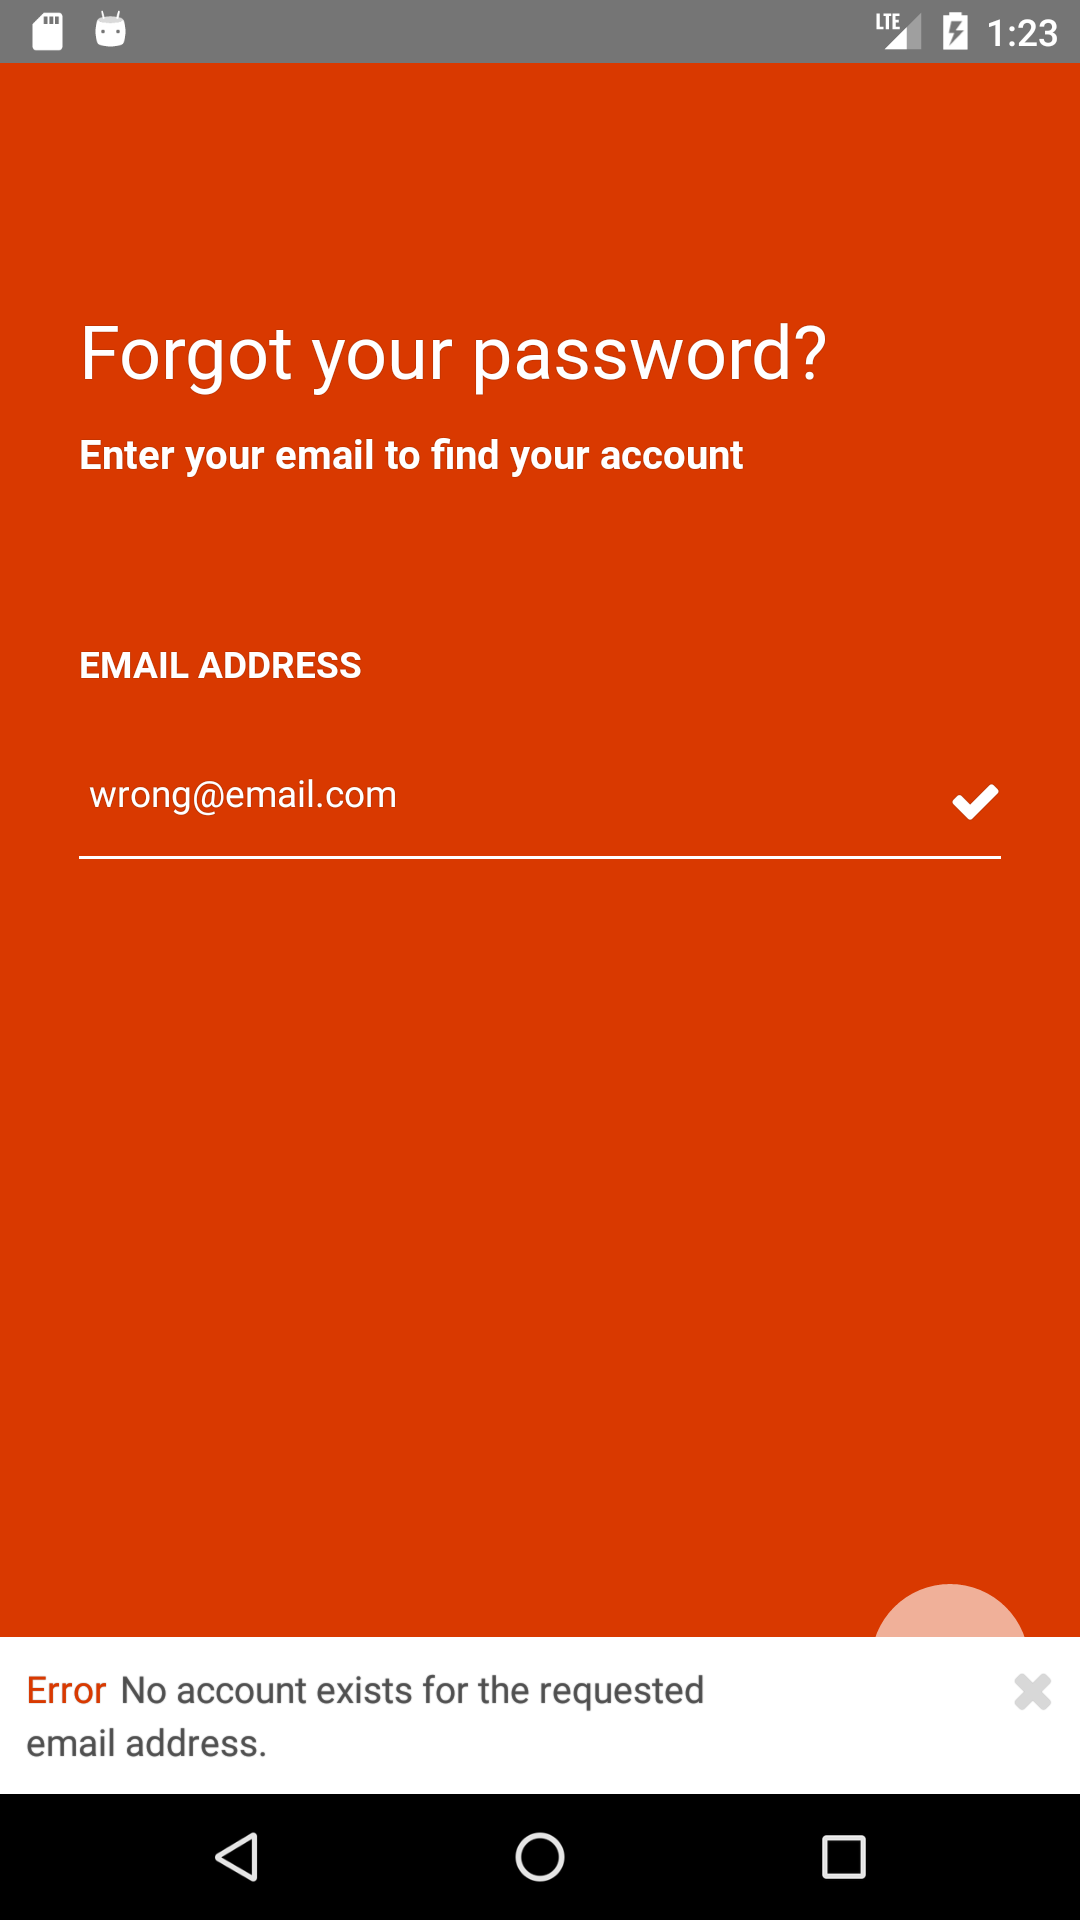 LTE 1:23
Forgot your password?
Enter your email to find your account
EMAIL ADDRESS
wrong@email.com
Error No account exists for the requested
email address.